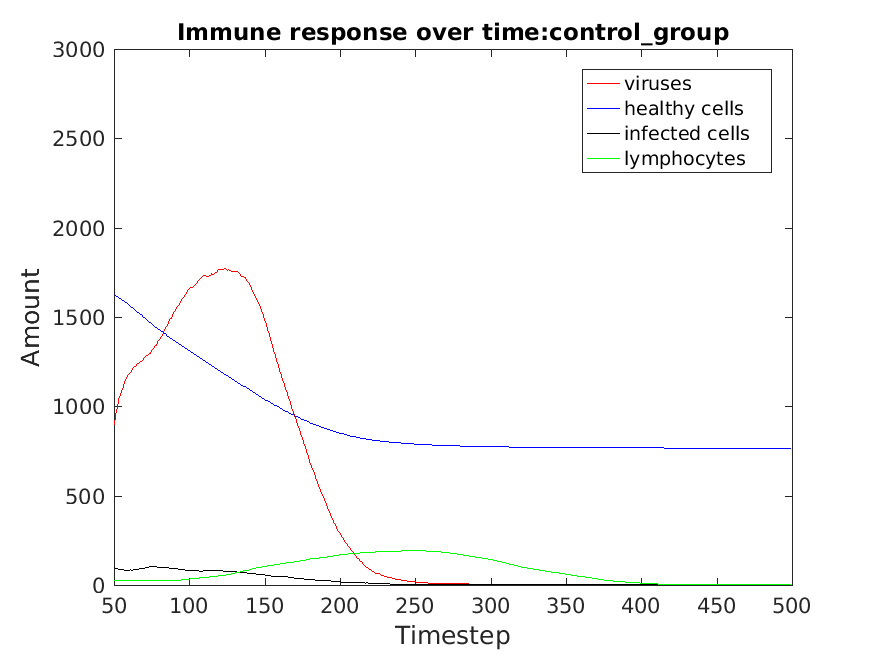 Immune response over time:control_group
3000
2500
2000
1500
1000
500
0
Amount
viruses
healthy cells
infected cells
lymphocytes
50 100 150 200 250 300 350 400 450 500
Timestep